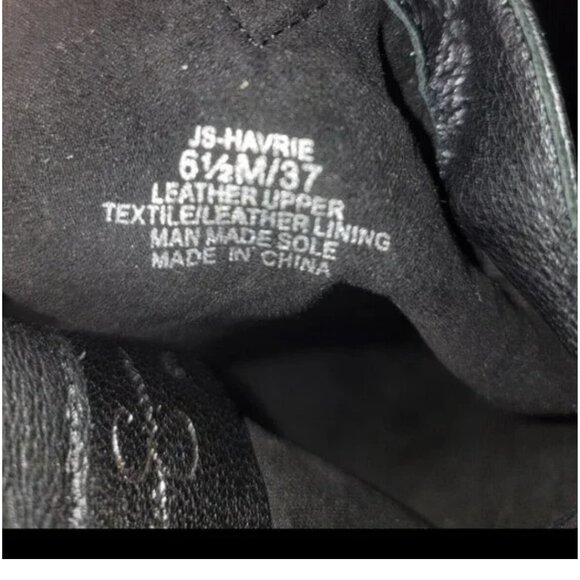 JS-HAVRIE
6½M/37
LEATHER UPPER
TEXTILE/LEATHER LINING
MAN MADE SOLE
MADE IN CHINA